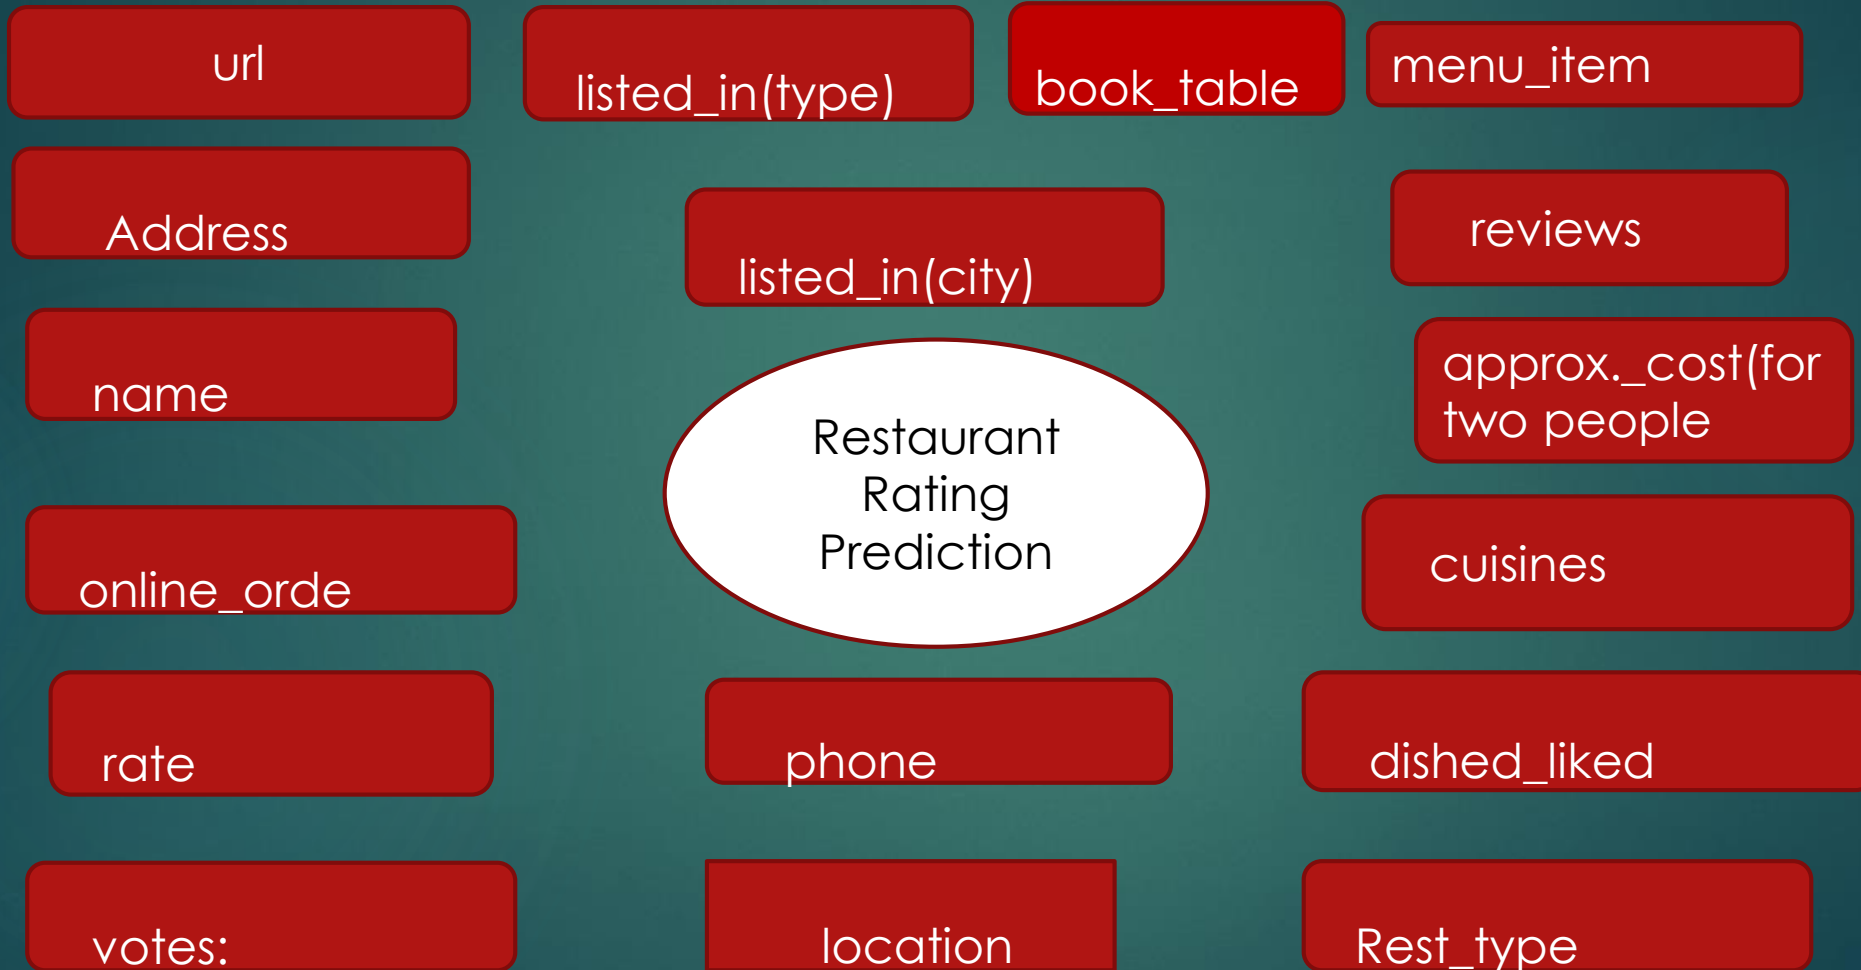 url
listed_in(type)
book_table
menu_item
Address
listed_in(city)
reviews
name
approx._cost(for
two people
Restaurant
Rating
Prediction
online_orde
cuisines
rate
phone
dished_liked
votes:
location
Rest_type